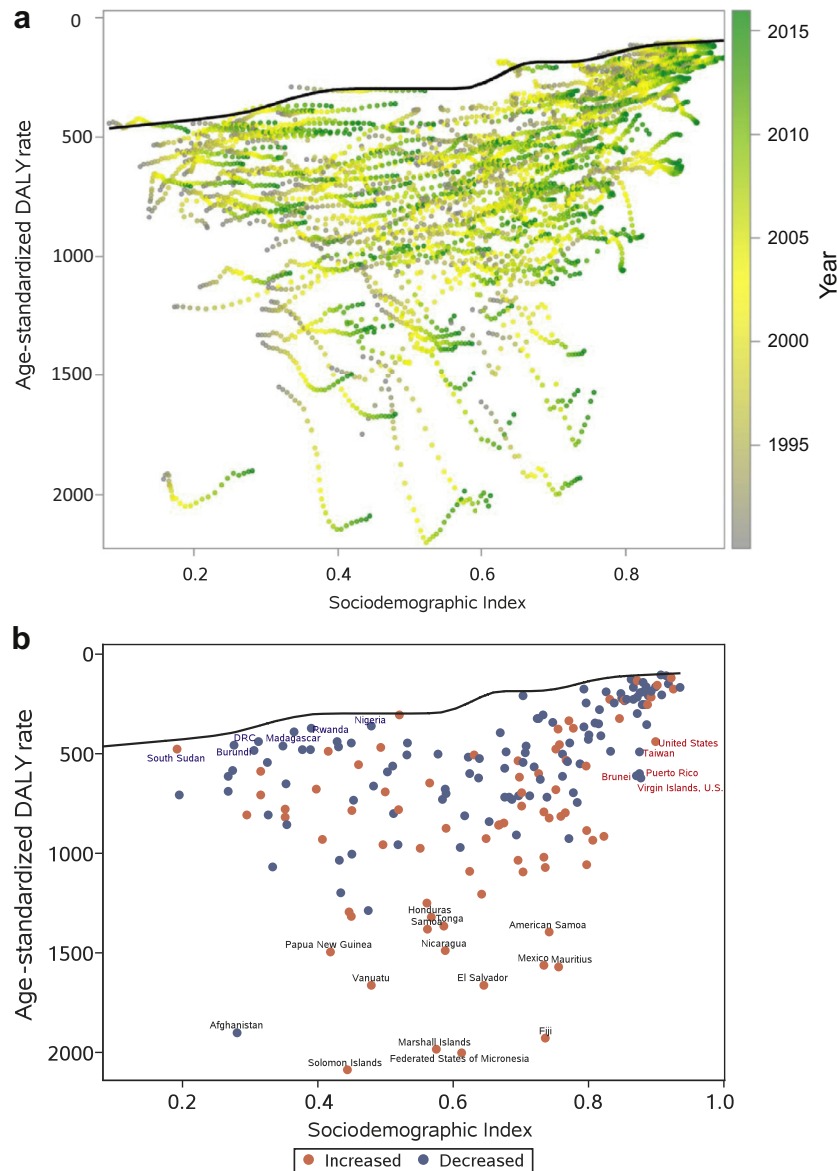 a
0
500
1000
1500
2000
Age-standardized DALY rate
0.2 0.4 0.6 0.8
Sociodemographic Index
2015
2010
2005
2000
1995
Year
b
0
500
1000
1500
2000
Age-standardized DALY rate
Nigeria
Rwanda
DRC
Madagascar
Burundi
South Sudan
United States
Taiwan
Brunei
Puerto Rico
Virgin Islands, U.S.
Honduras
Tonga
Samoa
American Samoa
Papua New Guinea
Nicaragua
Mexico
Mauritius
Vanuatu
El Salvador
Afghanistan
Fiji
Marshall Islands
Federated States of Micronesia
Solomon Islands
0.2 0.4 0.6 0.8 1.0
Sociodemographic Index
Increased Decreased